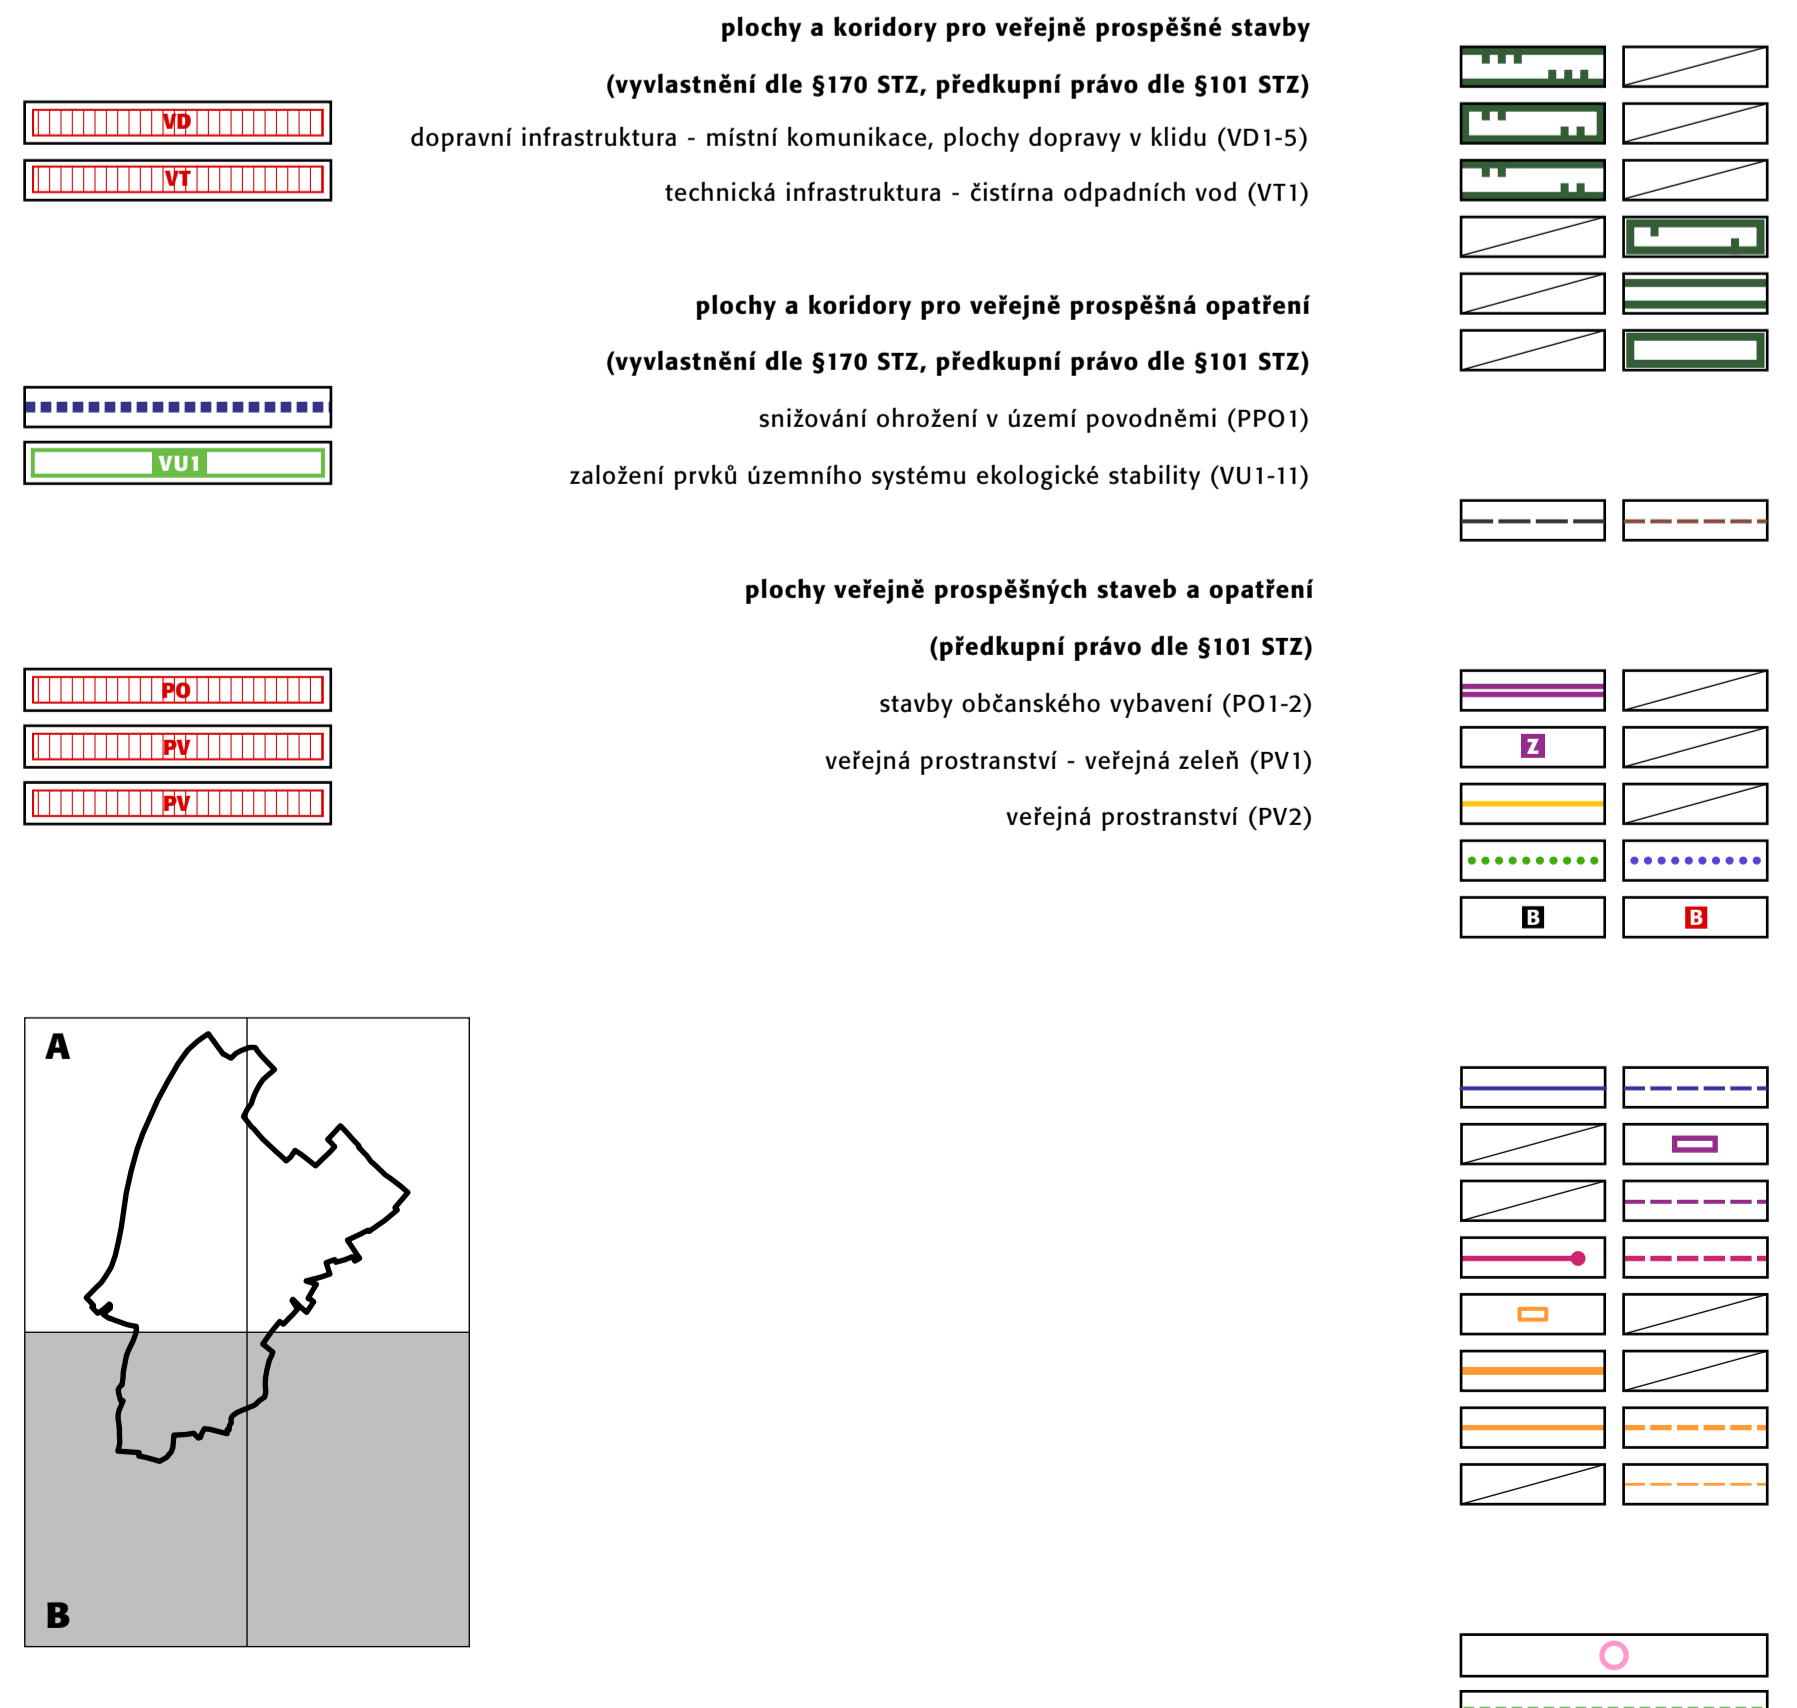 plochy a koridory pro veřejně prospěšné stavby
(vyvlastnění dle §170 STZ, předkupní právo dle §101 STZ)
VD
dopravní infrastruktura - místní komunikace, plochy dopravy v klidu (VD1-5)
VT
technická infrastruktura - čistírna odpadních vod (VT1)
plochy a koridory pro veřejně prospěšná opatření
(vyvlastnění dle §170 STZ, předkupní právo dle §101 STZ)
snižování ohrožení v území povodněmi (PPO1)
VU1
založení prvků územního systému ekologické stability (VU1-11)
plochy veřejně prospěšných staveb a opatření
(předkupní právo dle §101 STZ)
PO
stavby občanského vybavení (PO1-2)
PV
veřejná prostranství - veřejná zeleň (PV1)
Z
PV
veřejná prostranství (PV2)
B
B
A
B